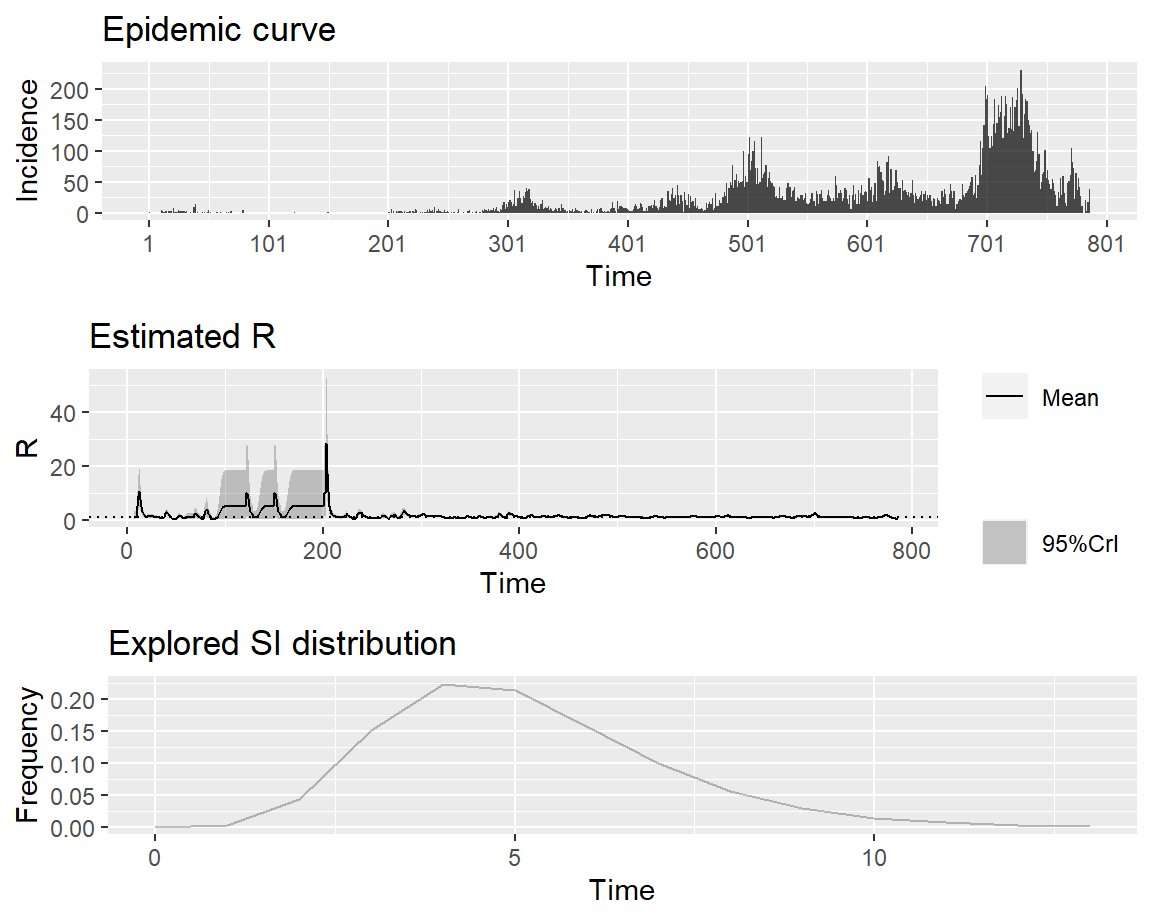 Epidemic curve
Incidence
200
150
100
50
0
1 101 201 301 401 501 601 701 801
Time
Estimated R
R
40
20
0
0 200 400 600 800
Time
Mean
95%CrI
Explored SI distribution
Frequency
0.20
0.15
0.10
0.05
0.00
0 5 10
Time